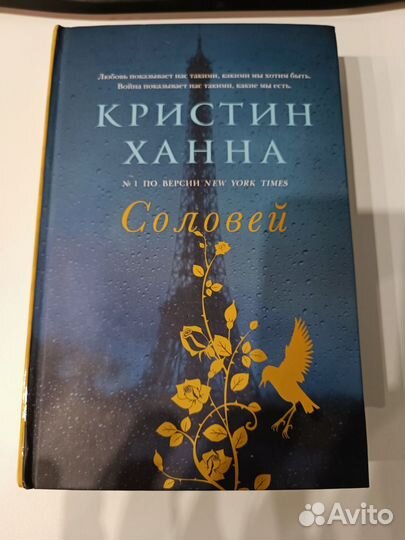 Любовь показывает нас такими, какими мы хотим быть.
Война показывает нас такими, какие мы есть.
КРИСТИН
ХАННА
№ 1 ПО ВЕРСИИ NEW YORK TIMES
Соловей
Avito